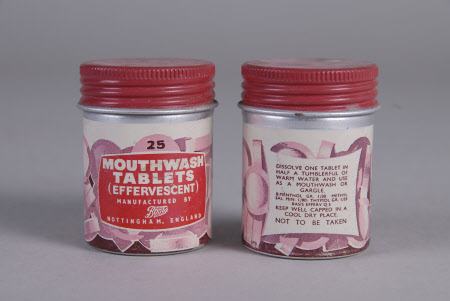 25
MOUTHWASH
TABLETS
(EFFERVESCENT)
MANUFACTURED BY
Boots
NOTTINGHAM, ENGLAND
DISSOLVE ONE TABLET IN
HALF A TUMBLERFUL OF
WARM WATER AND USE
AS A MOUTHWASH OR
GARGLE.
KEEP WELL CAPPED IN A
COOL DRY PLACE.
NOT TO BE TAKEN